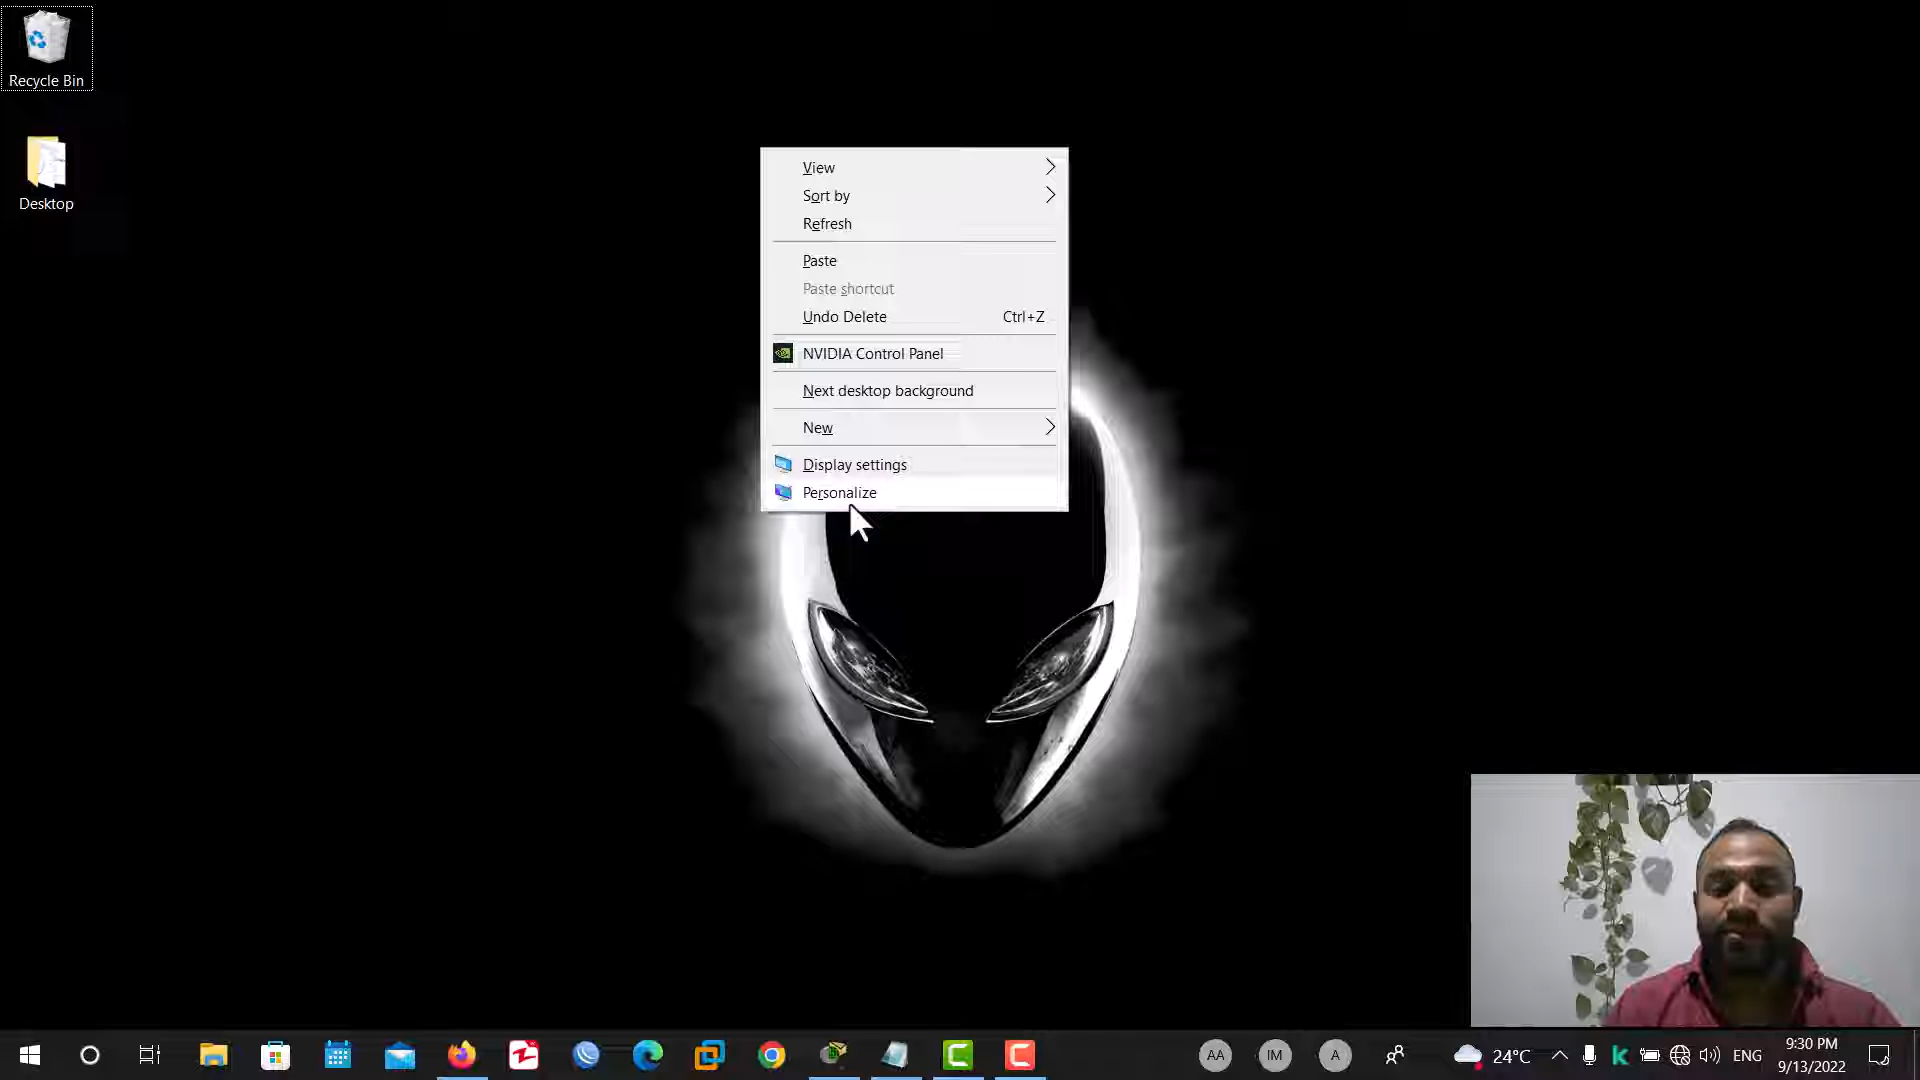 Recycle Bin
Desktop
View
Sort by
Refresh
Paste
Paste shortcut
Undo Delete Ctrl+Z
NVIDIA Control Panel
Next desktop background
New
Display settings
Personalize
AA IM A 24°C ENG 9:30 PM
9/13/2022